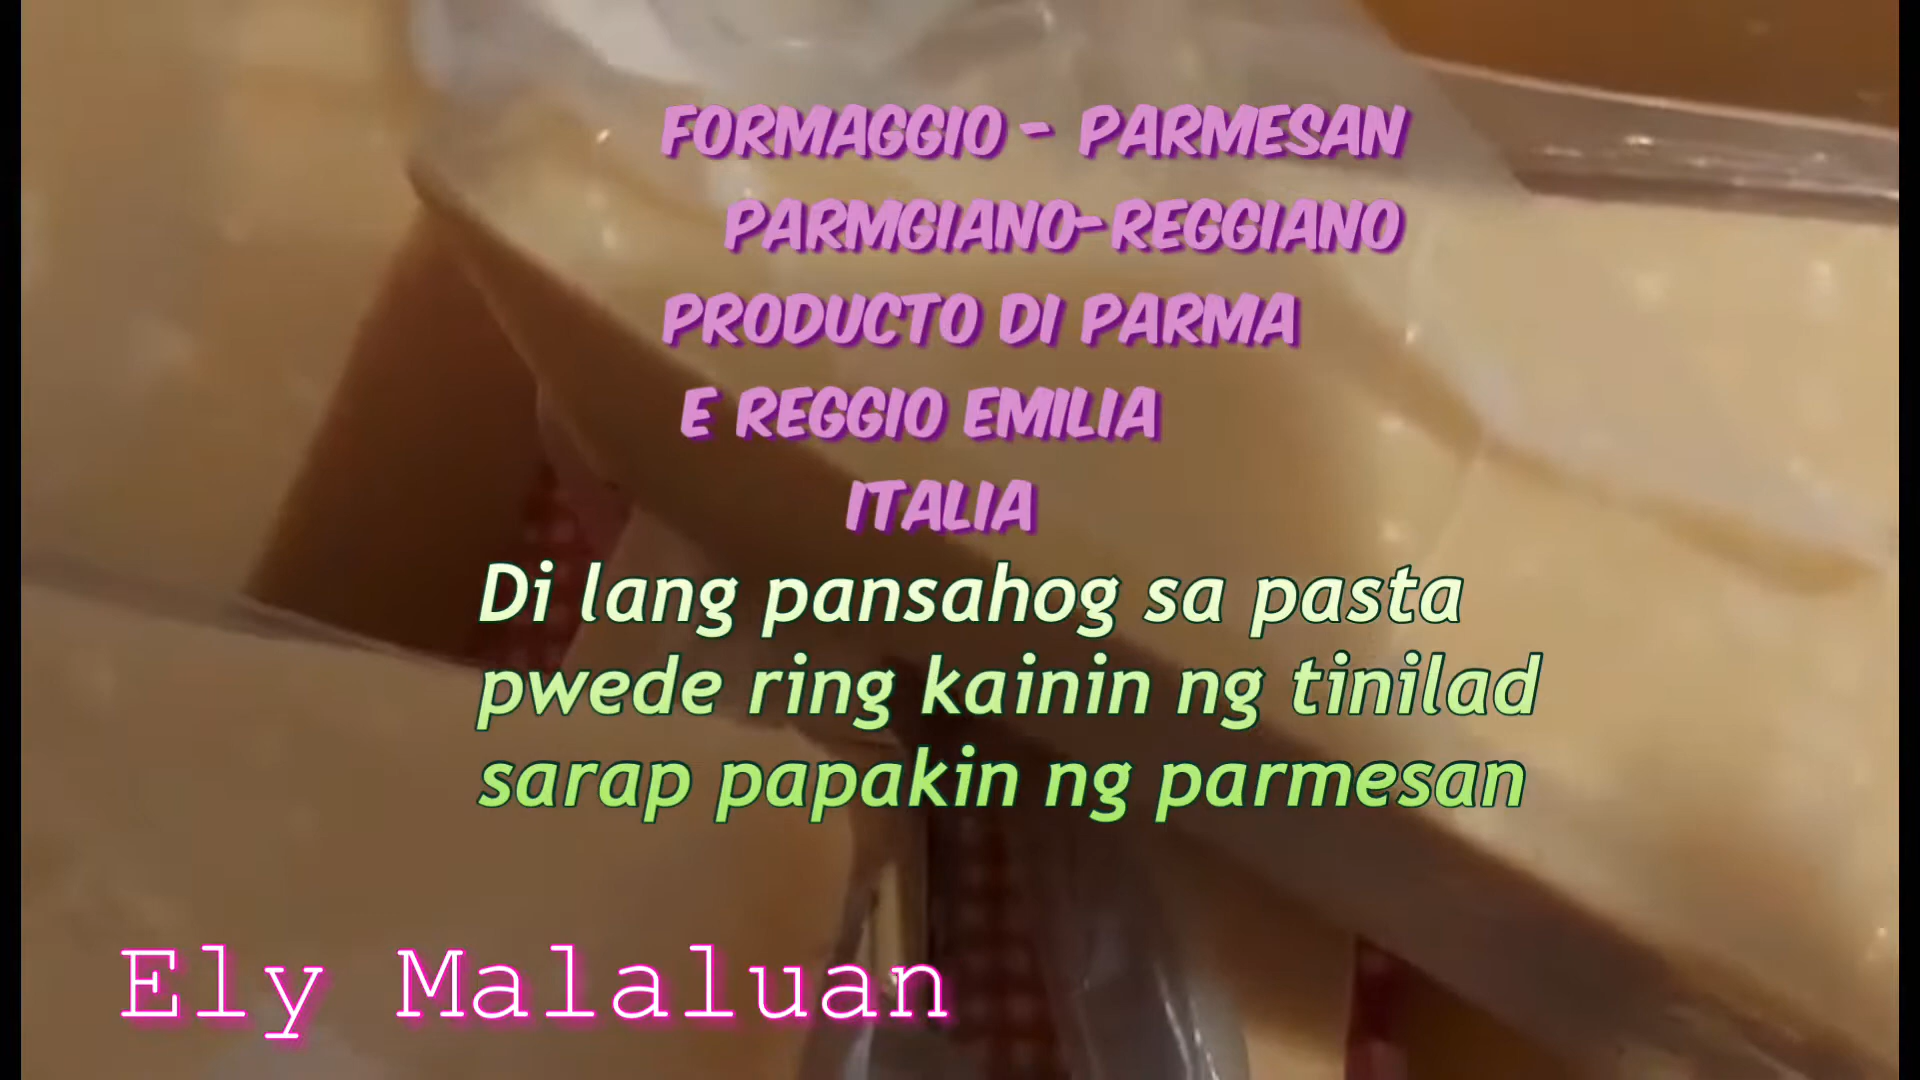 FORMAGGIO - PARMESAN
PARMGIANO-REGGIANO
PRODUCTO DI PARMA
E REGGIO EMILIA
ITALIA
Di lang pansahog sa pasta
pwede ring kainin ng tinilad
sarap papakin ng parmesan
Ely Malaluan